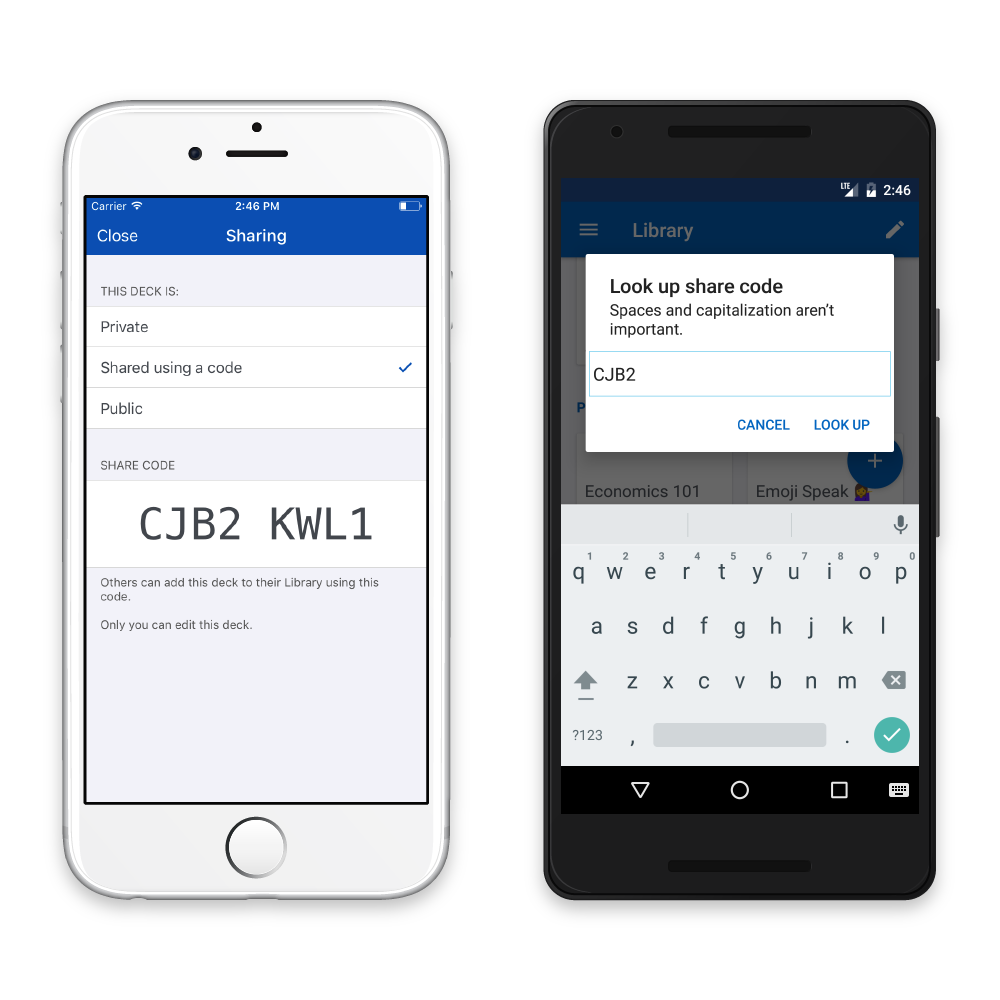 Carrier
2:46 PM
Close
Sharing
THIS DECK IS:
Private
Shared using a code
Public
SHARE CODE
CJB2 KWL1
Others can add this deck to their Library using this
code.
Only you can edit this deck.
LTE
2:46
Library
Look up share code
Spaces and capitalization aren’t
important.
CJB2
CANCEL
LOOK UP
P
+
Economics 101
Emoji Speak 💁
1 2 3 4 5 6 7 8 9 0
q w e r t y u i o p
a s d f g h j k l
z x c v b n m
?123 , .